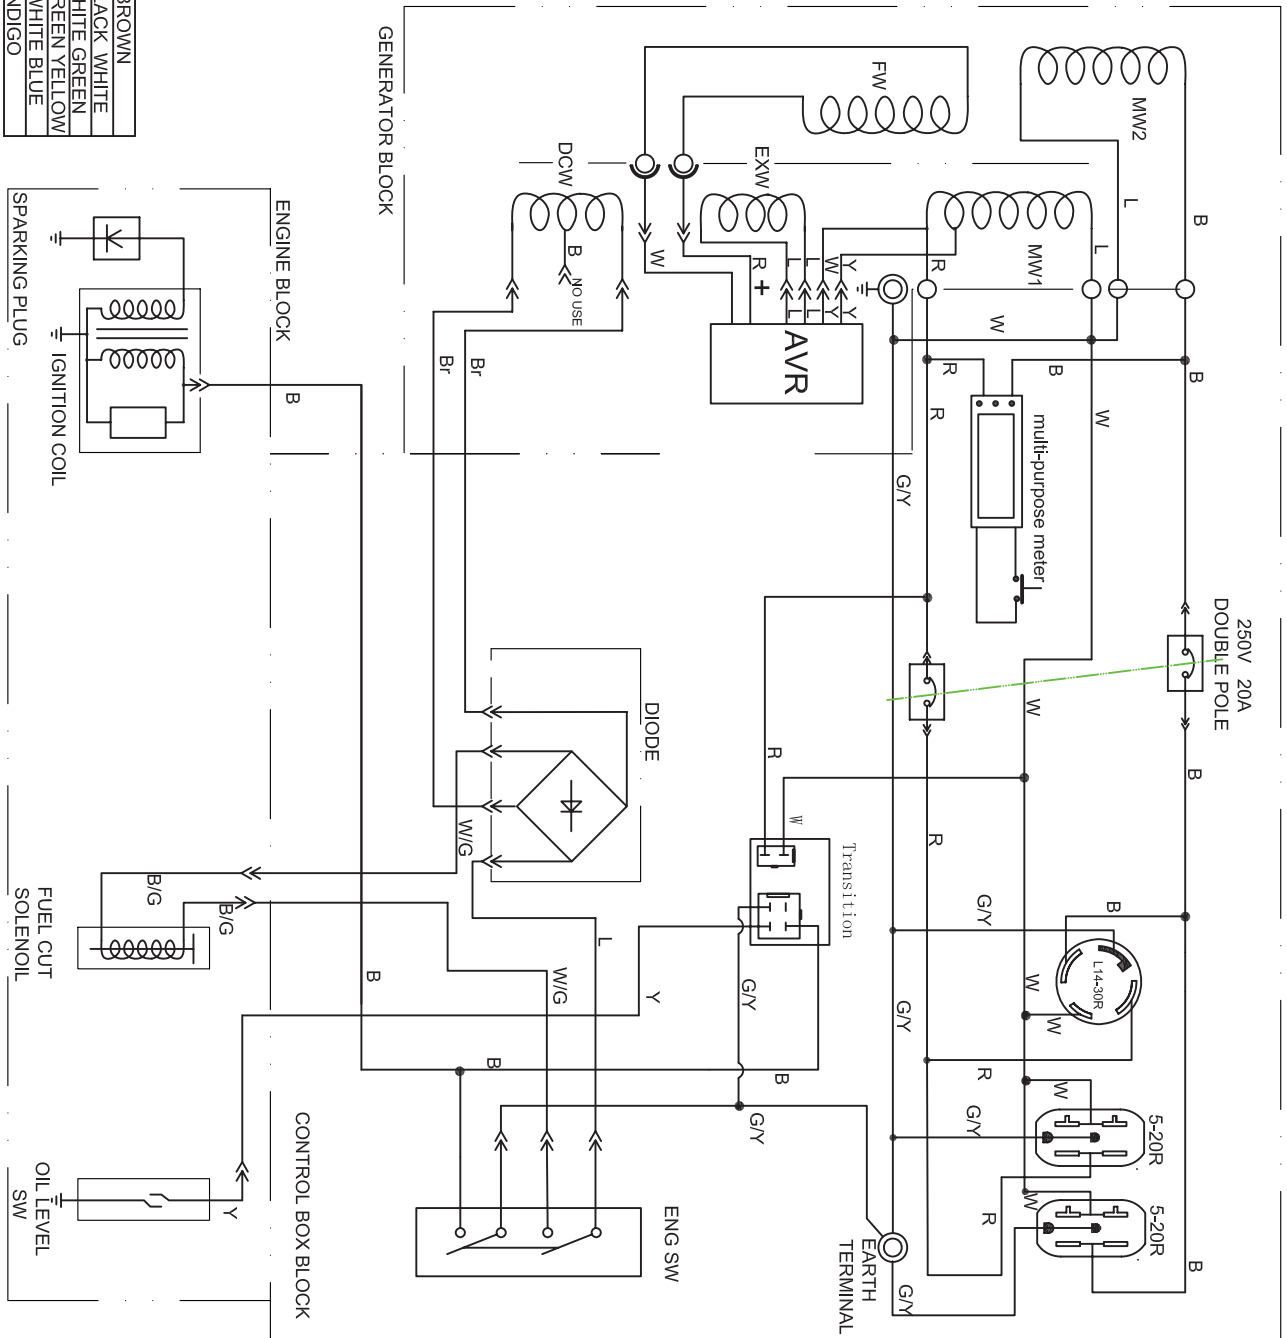 BROWN
LACK WHITE
HITE GREEN
REEN YELLOW
WHITE BLUE
NDIGO
GENERATOR BLOCK
FW
MW2
DCW
EXW
MW1
L
B
B
NO USE
W
R
+
L
L
W
Y
L
L
Y
Y
R
L
AVR
W
R
B
B
R
W
multi-purpose meter
G/Y
Br
Br
ENGINE BLOCK
SPARKING PLUG
IGNITION COIL
B
250V 20A
DOUBLE POLE
W
B
DIODE
R
W
R
W/G
Transition
B/G
B/G
FUEL CUT
SOLENOIL
G/Y
B
L14-30R
W
W
L
W/G
G/Y
G/Y
B
Y
R
B
B
W
G/Y
5-20R
G/Y
CONTROL BOX BLOCK
OIL LEVEL
SW
Y
ENG SW
EARTH
TERMINAL
R
W
5-20R
G/Y
B